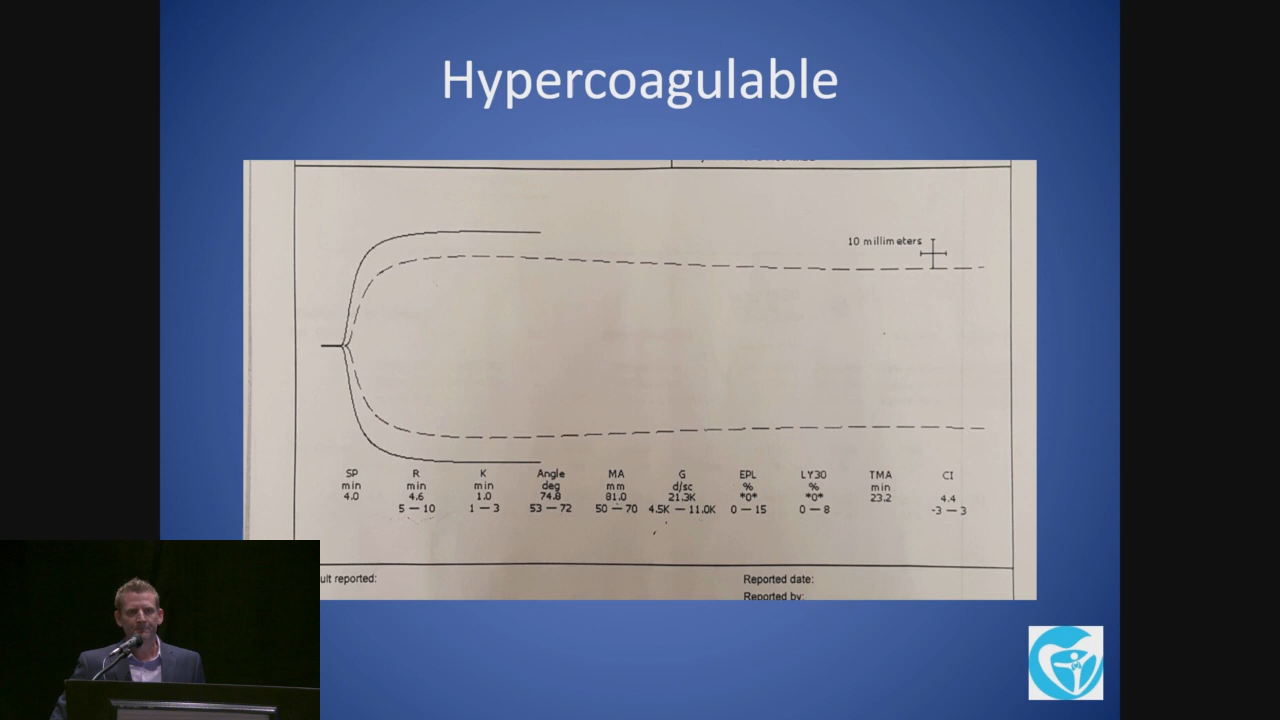 Hypercoagulable
10 millimeters
SP R K Angle MA G EPL LY30 TMA CI
min min min deg mm d/sc % % min
4.0 4.6 1.0 74.8 81.0 21.3K *0* *0* 23.2 4.4
5 — 10 1 — 3 53 — 72 50 — 70 4.5K — 11.0K 0 — 15 0 — 8 -3 — 3
ult reported: Reported date:
Reported by: